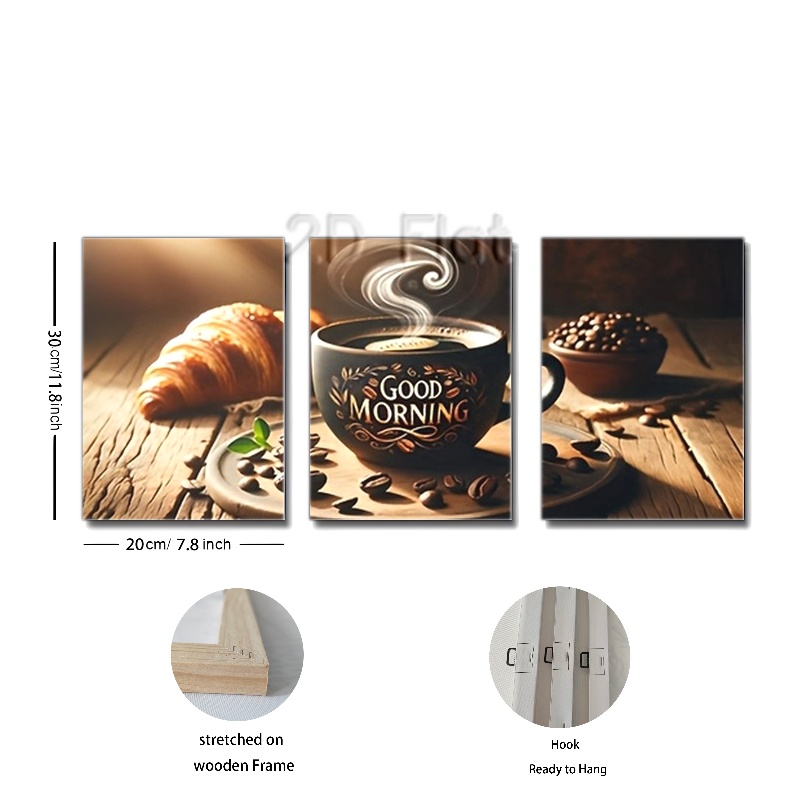 2D Flat
GOOD
MORNING
30cm/11.8inch
20cm/ 7.8 inch
stretched on
wooden Frame
Hook
Ready to Hang